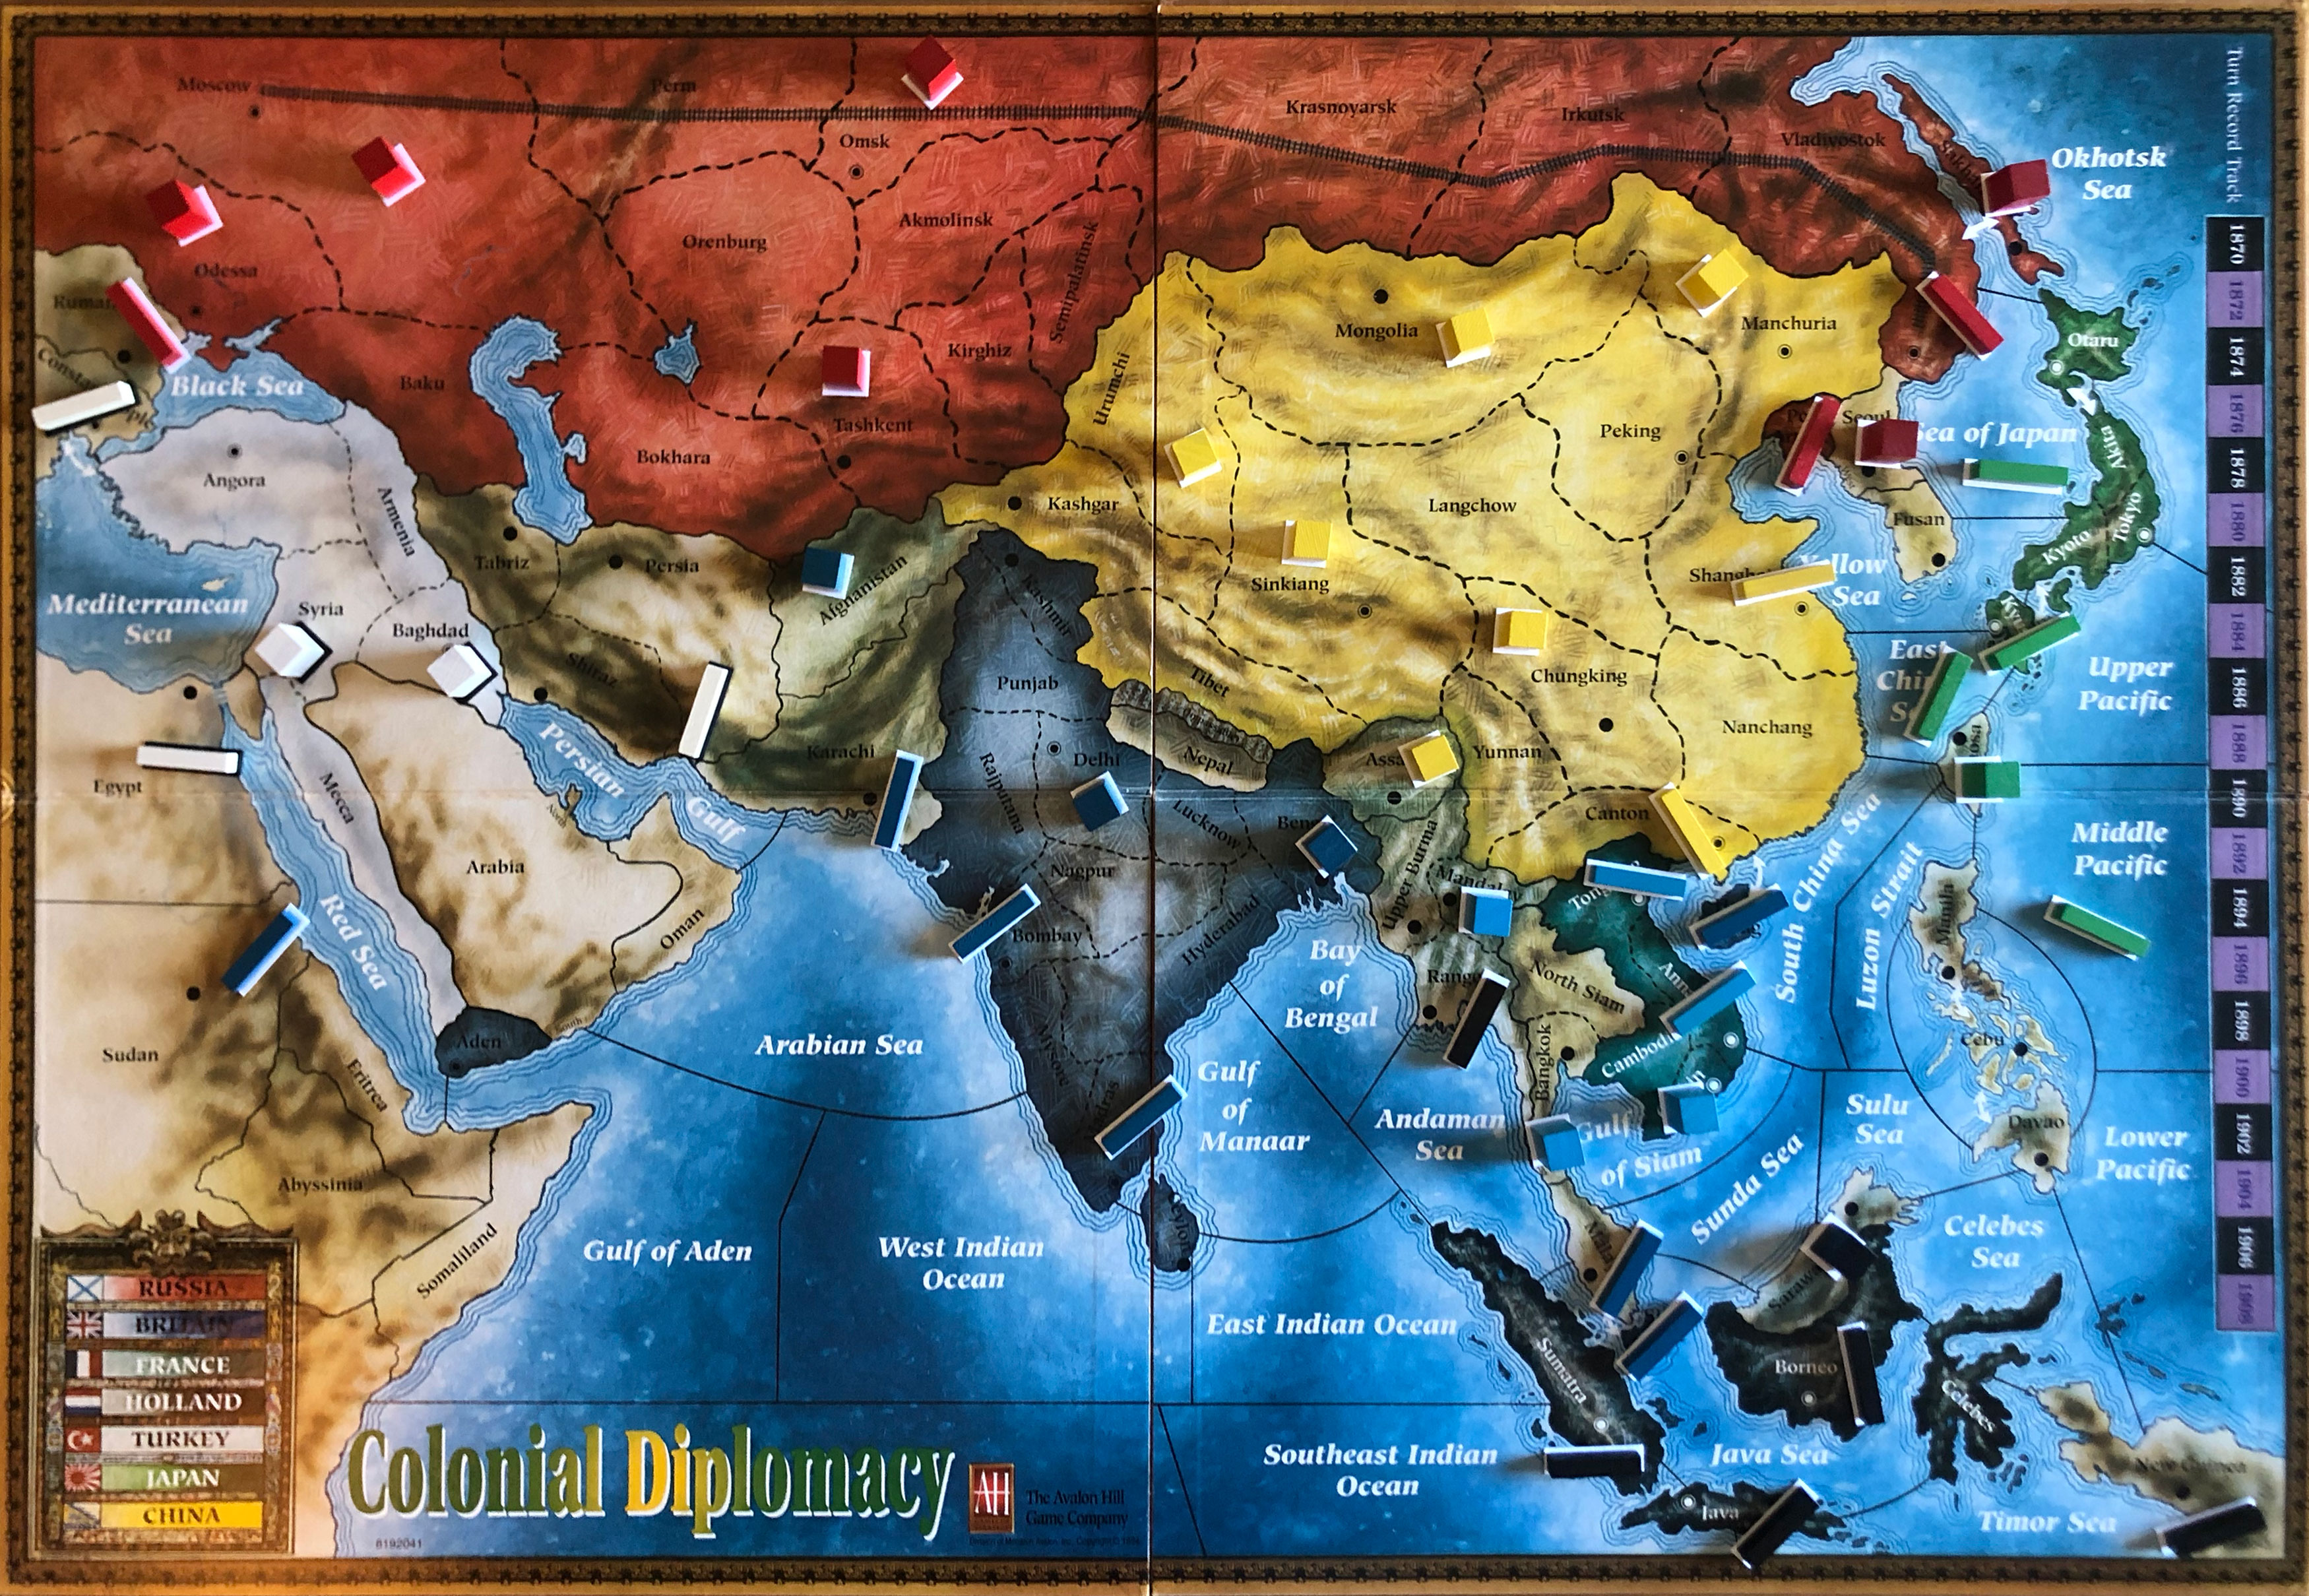 Moscow
Perm
Omsk
Krasnoyarsk
Irkutsk
Vladivostok
Okhotsk
Sea
Turn Record Track
Akmolinsk
Orenburg
Semipalatinsk
Odessa
Otaru
Mongolia
Manchuria
Kirghiz
Urumchi
Black Sea
Baku
Tashkent
Bokhara
Peking
Seoul
Sea of Japan
Akita
Angora
Armenia
Kashgar
Langchow
Fusan
Tokyo
Kyoto
Tabriz
Persia
Afghanistan
Kashmir
Sinkiang
Sea
Mediterranean
Sea
Syria
Baghdad
Shiraz
Punjab
Tibet
Chungking
East
Upper
Pacific
Nanchang
Egypt
Mecca
Persian
Gulf
Karachi
Rajputana
Delhi
Nepal
Yunnan
Lucknow
Canton
North
Arabia
Nagpur
Upper Burma
South China Sea
Luzon Strait
Middle
Pacific
Red Sea
Oman
Bombay
Hyderabad
Bay
of
Bengal
North Siam
Manila
Sudan
Eritrea
Aden
South
Arabian Sea
Mysore
Gulf
of
Manaar
Bangkok
Cebu
Andaman
Sea
Gulf
of Siam
Sulu
Sea
Davao
Lower
Pacific
Abyssinia
Somaliland
Gulf of Aden
West Indian
Ocean
Sunda Sea
Celebes
Sea
East Indian Ocean
Sumatra
Borneo
Celebes
Southeast Indian
Ocean
Java Sea
Java
New Guinea
Timor Sea
1870
1872
1874
1876
1878
1880
1882
1884
1886
1888
1890
1892
1894
1896
1898
1900
1902
1904
1906
1908
RUSSIA
BRITAIN
FRANCE
HOLLAND
TURKEY
JAPAN
CHINA
Colonial Diplomacy
AH
The Avalon Hill
Game Company
8192041